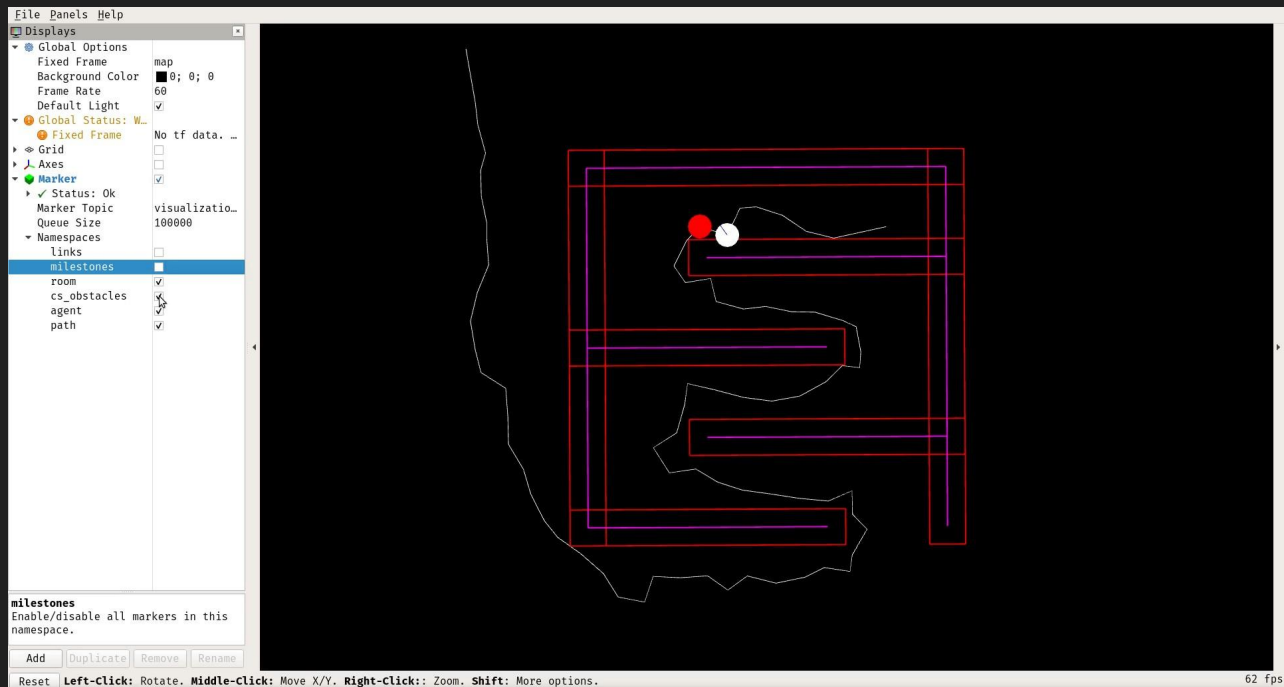 File Panels Help
Displays
Global Options
Fixed Frame map
Background Color 0; 0; 0
Frame Rate 60
Default Light
Global Status: W…
Fixed Frame No tf data. …
Grid
Axes
Marker
Status: Ok
Marker Topic visualizatio…
Queue Size 100000
Namespaces
links
milestones
room
cs_obstacles
agent
path
milestones
Enable/disable all markers in this
namespace.
Add Duplicate Remove Rename
Reset Left-Click: Rotate. Middle-Click: Move X/Y. Right-Click:: Zoom. Shift: More options. 62 fps